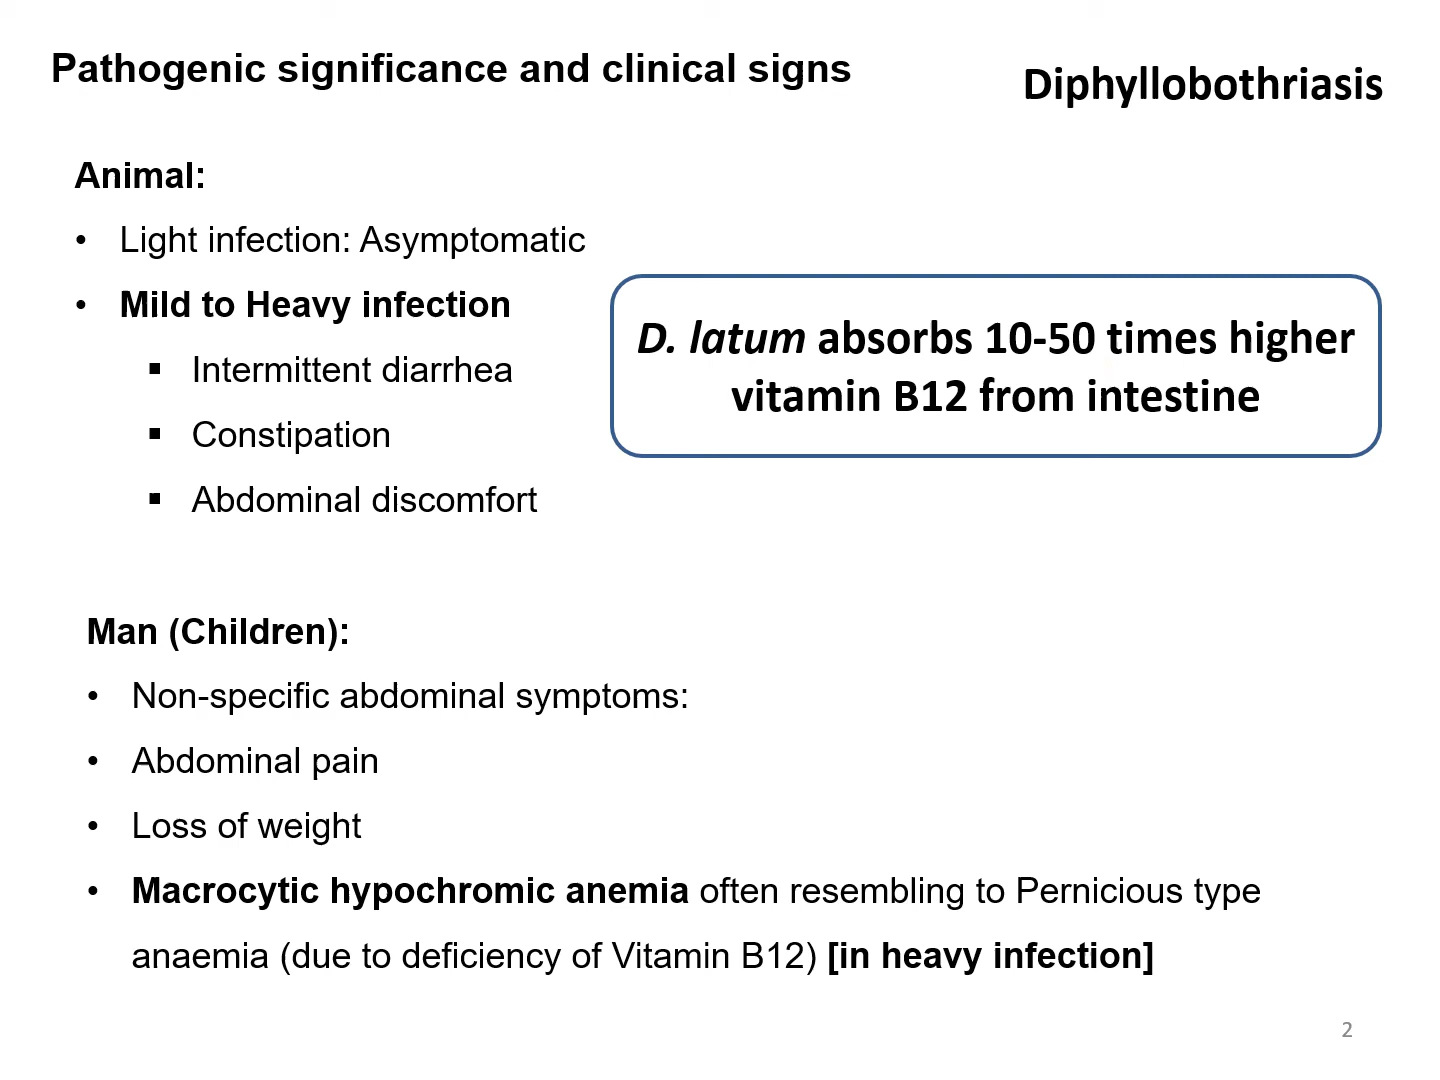 Pathogenic significance and clinical signs
Diphyllobothriasis
Animal:
• Light infection: Asymptomatic
• Mild to Heavy infection
▪ Intermittent diarrhea
▪ Constipation
▪ Abdominal discomfort
D. latum absorbs 10-50 times higher
vitamin B12 from intestine
Man (Children):
• Non-specific abdominal symptoms:
• Abdominal pain
• Loss of weight
• Macrocytic hypochromic anemia often resembling to Pernicious type
anaemia (due to deficiency of Vitamin B12) [in heavy infection]
2